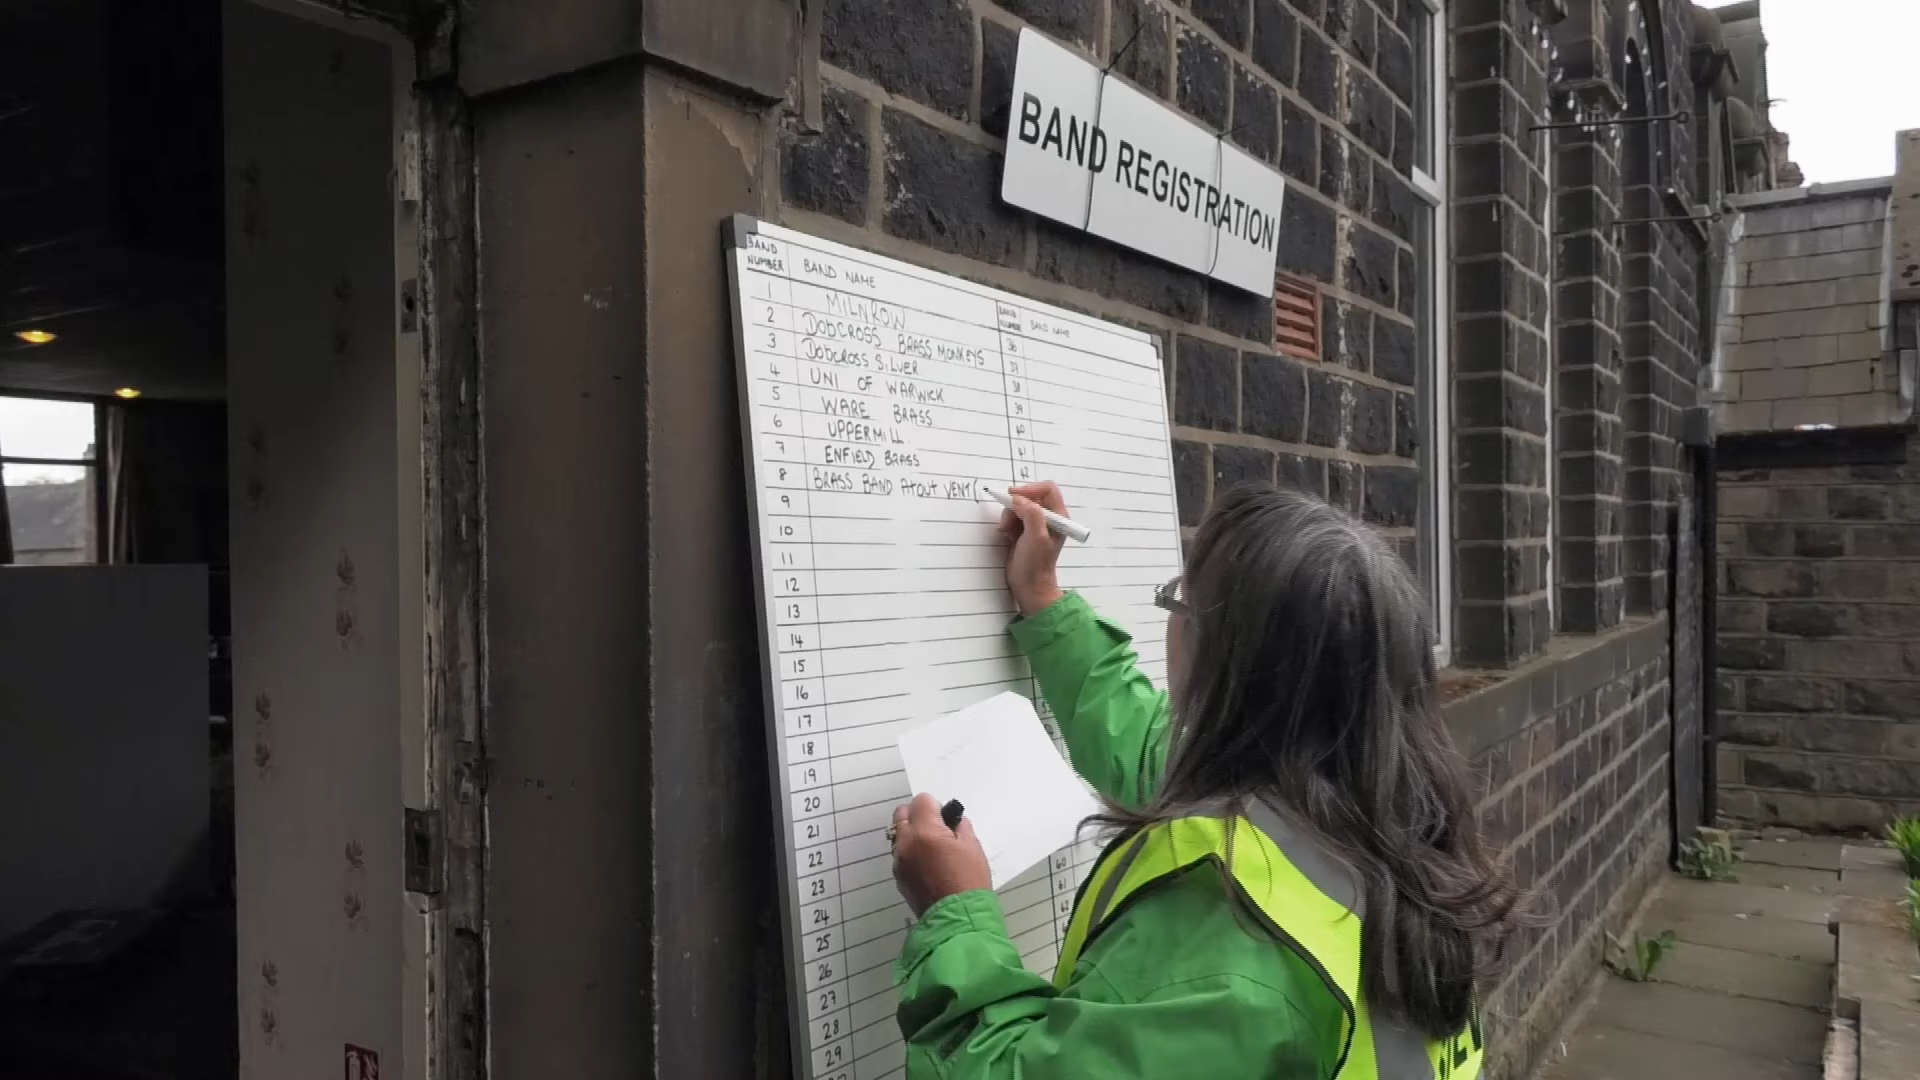 BAND REGISTRATION
BAND NUMBER BAND NAME BAND NUMBER BAND NAME
1 MILNROW 36
2 DOBCROSS BRASS MONKEYS 37
3 DOBCROSS SILVER 38
4 UNI OF WARWICK 39
5 WARE BRASS 40
6 UPPERMILL. 41
7 ENFIELD BRASS 42
8 BRASS BAND ATOUT VENT (
9
10
11
12
13
14
15
16
17
18
19
20
21
22 60
23 61
24 62
25
26
27
28
29